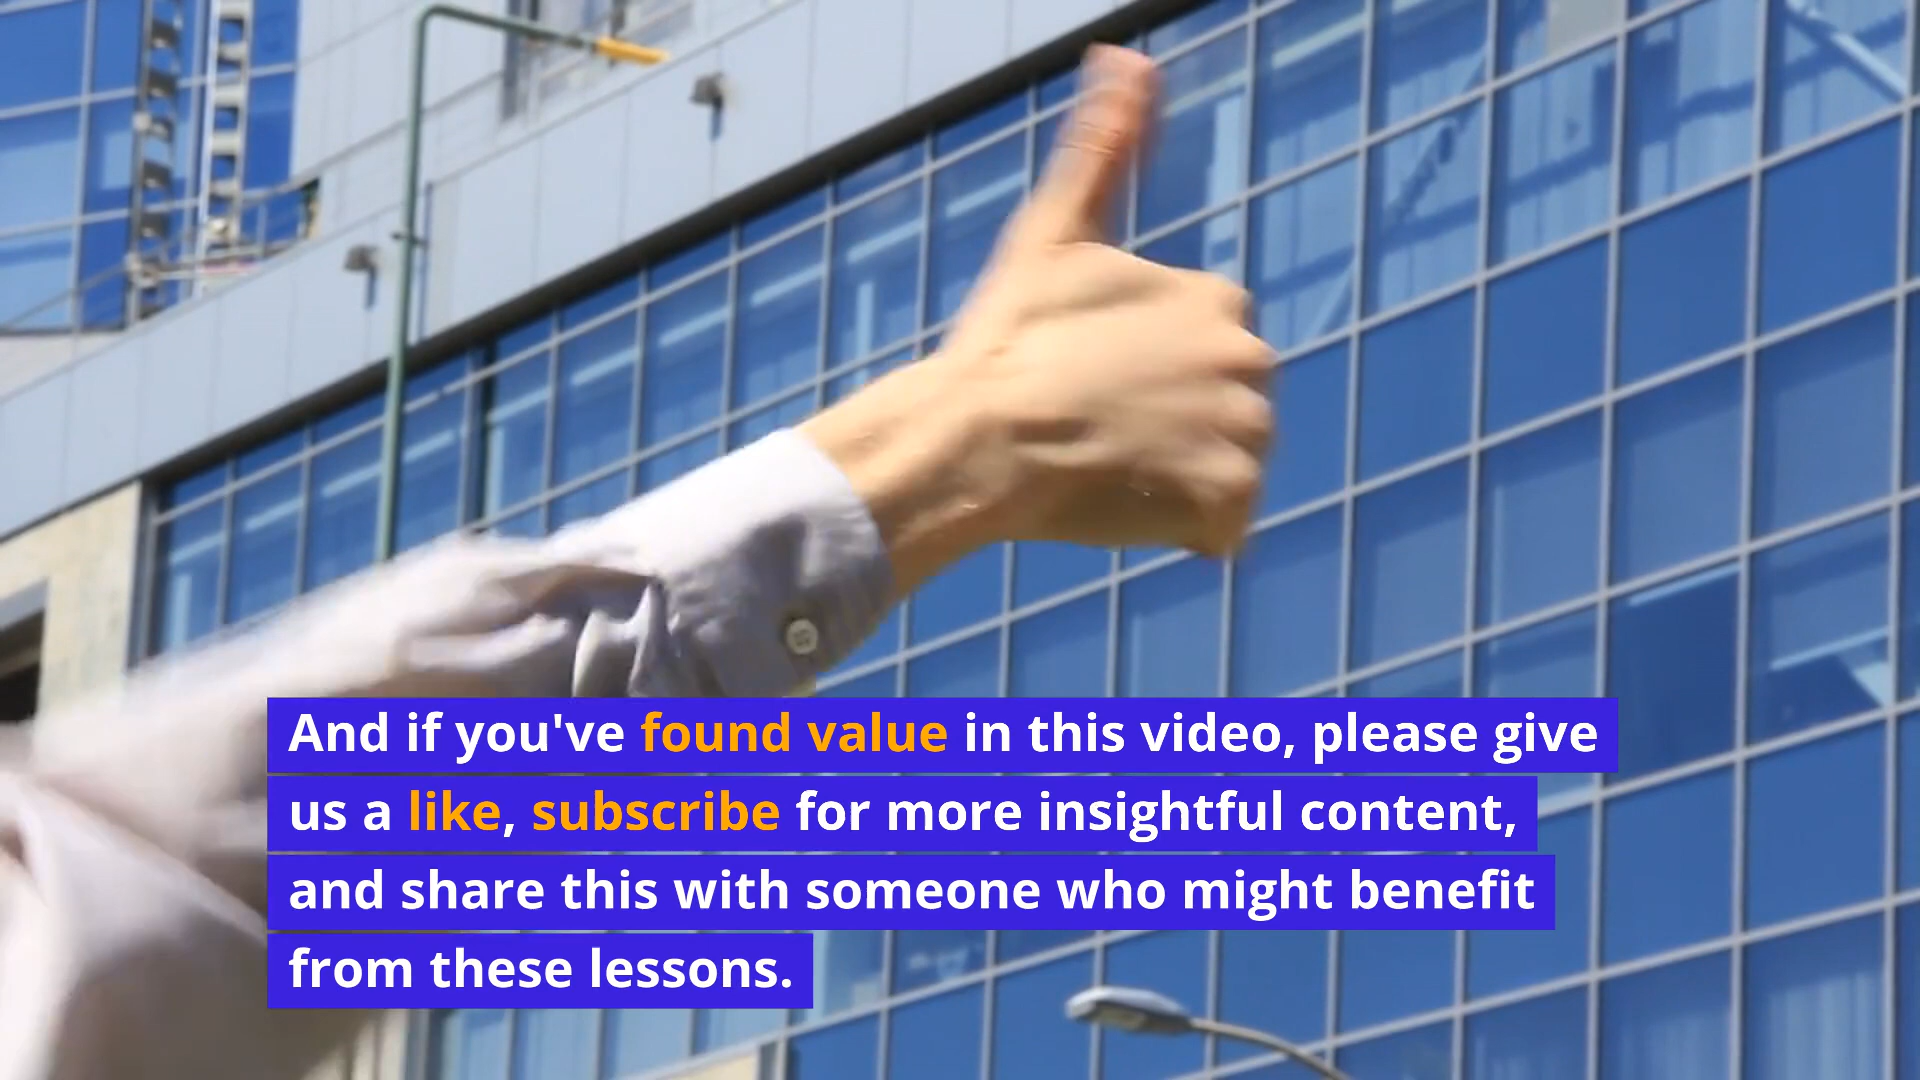 And if you've found value in this video, please give
us a like, subscribe for more insightful content,
and share this with someone who might benefit
from these lessons.